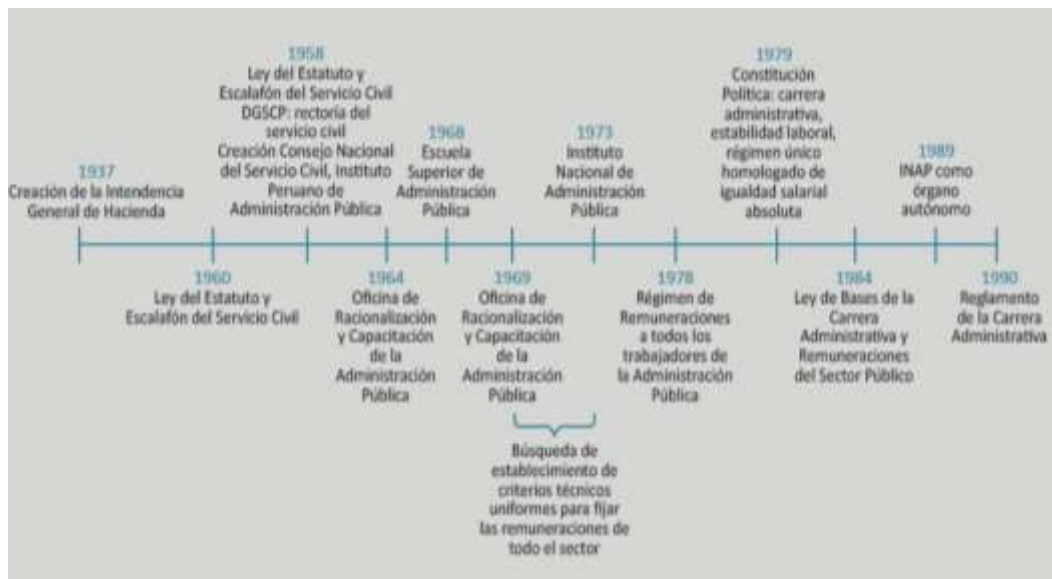 1937
Creación de la Intendencia
General de Hacienda
1958
Ley del Estatuto y
Escalafón del Servicio Civil
DGSCP: rectoría del
servicio civil
Creación Consejo Nacional
del Servicio Civil, Instituto
Peruano de
Administración Pública
1968
Escuela
Superior de
Administración
Pública
1973
Instituto
Nacional de
Administración
Pública
1979
Constitución
Política: carrera
administrativa,
estabilidad laboral,
régimen único
homologado de
igualdad salarial
absoluta
1989
INAP como
órgano
autónomo
1960
Ley del Estatuto y
Escalafón del Servicio Civil
1964
Oficina de
Racionalización
y Capacitación
de la
Administración
Pública
1969
Oficina de
Racionalización
y Capacitación
de la
Administración
Pública
1978
Régimen de
Remuneraciones
a todos los
trabajadores de
la Administración
Pública
1984
Ley de Bases de la
Carrera
Administrativa y
Remuneraciones
del Sector Público
1990
Reglamento
de la Carrera
Administrativa
Búsqueda de
establecimiento de
criterios técnicos
uniformes para fijar
las remuneraciones de
todo el sector